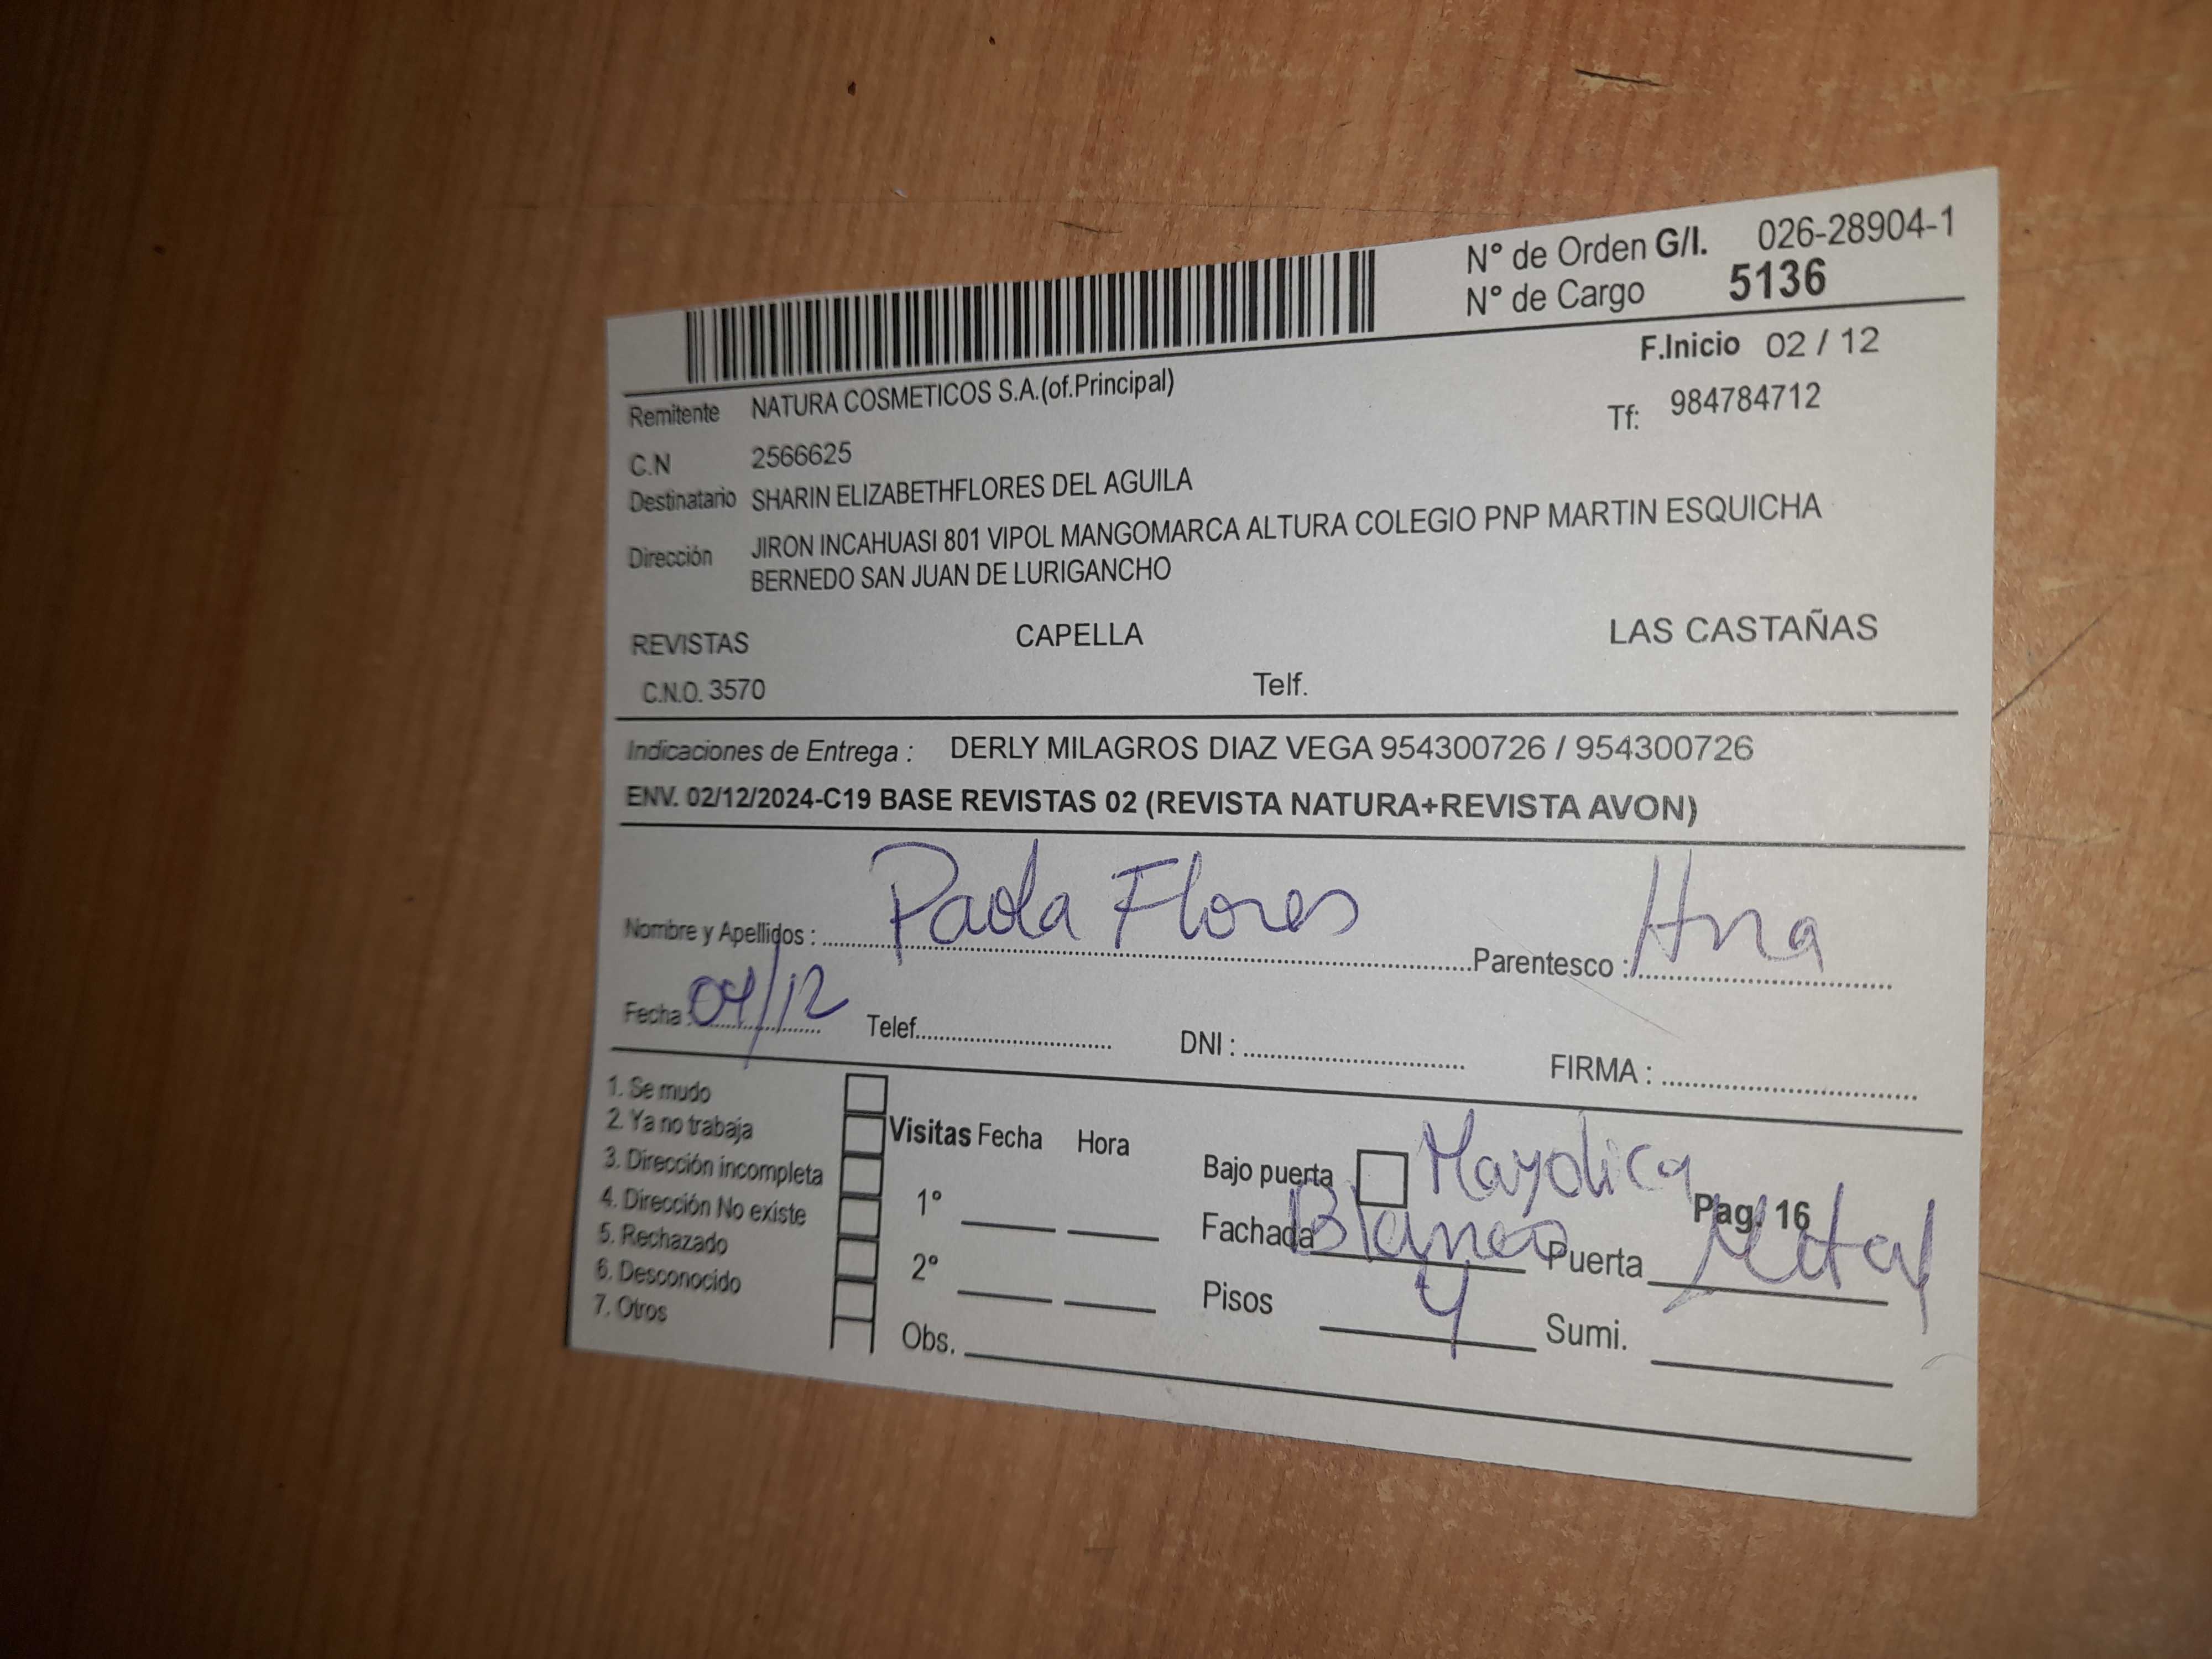 N° de Orden G/I. 026-28904-1
N° de Cargo 5136
F.Inicio 02 / 12
Remitente NATURA COSMETICOS S.A.(of.Principal)
Tf: 984784712
C.N 2566625
Destinatario SHARIN ELIZABETHFLORES DEL AGUILA
Dirección JIRON INCAHUASI 801 VIPOL MANGOMARCA ALTURA COLEGIO PNP MARTIN ESQUICHA
BERNEDO SAN JUAN DE LURIGANCHO
REVISTAS CAPELLA LAS CASTAÑAS
C.N.O. 3570 Telf.
Indicaciones de Entrega : DERLY MILAGROS DIAZ VEGA 954300726 / 954300726
ENV. 02/12/2024-C19 BASE REVISTAS 02 (REVISTA NATURA+REVISTA AVON)
Nombre y Apellidos : Paola Flores Parentesco : Hna
Fecha : 04/12 Telef. DNI : FIRMA :
1. Se mudo
2. Ya no trabaja
3. Dirección incompleta
4. Dirección No existe
5. Rechazado
6. Desconocido
7. Otros
Visitas Fecha Hora
1°
2°
Obs.
Bajo puerta Mayolica Pag. 16
Fachada Blanca Puerta Metal
Pisos 4 Sumi.